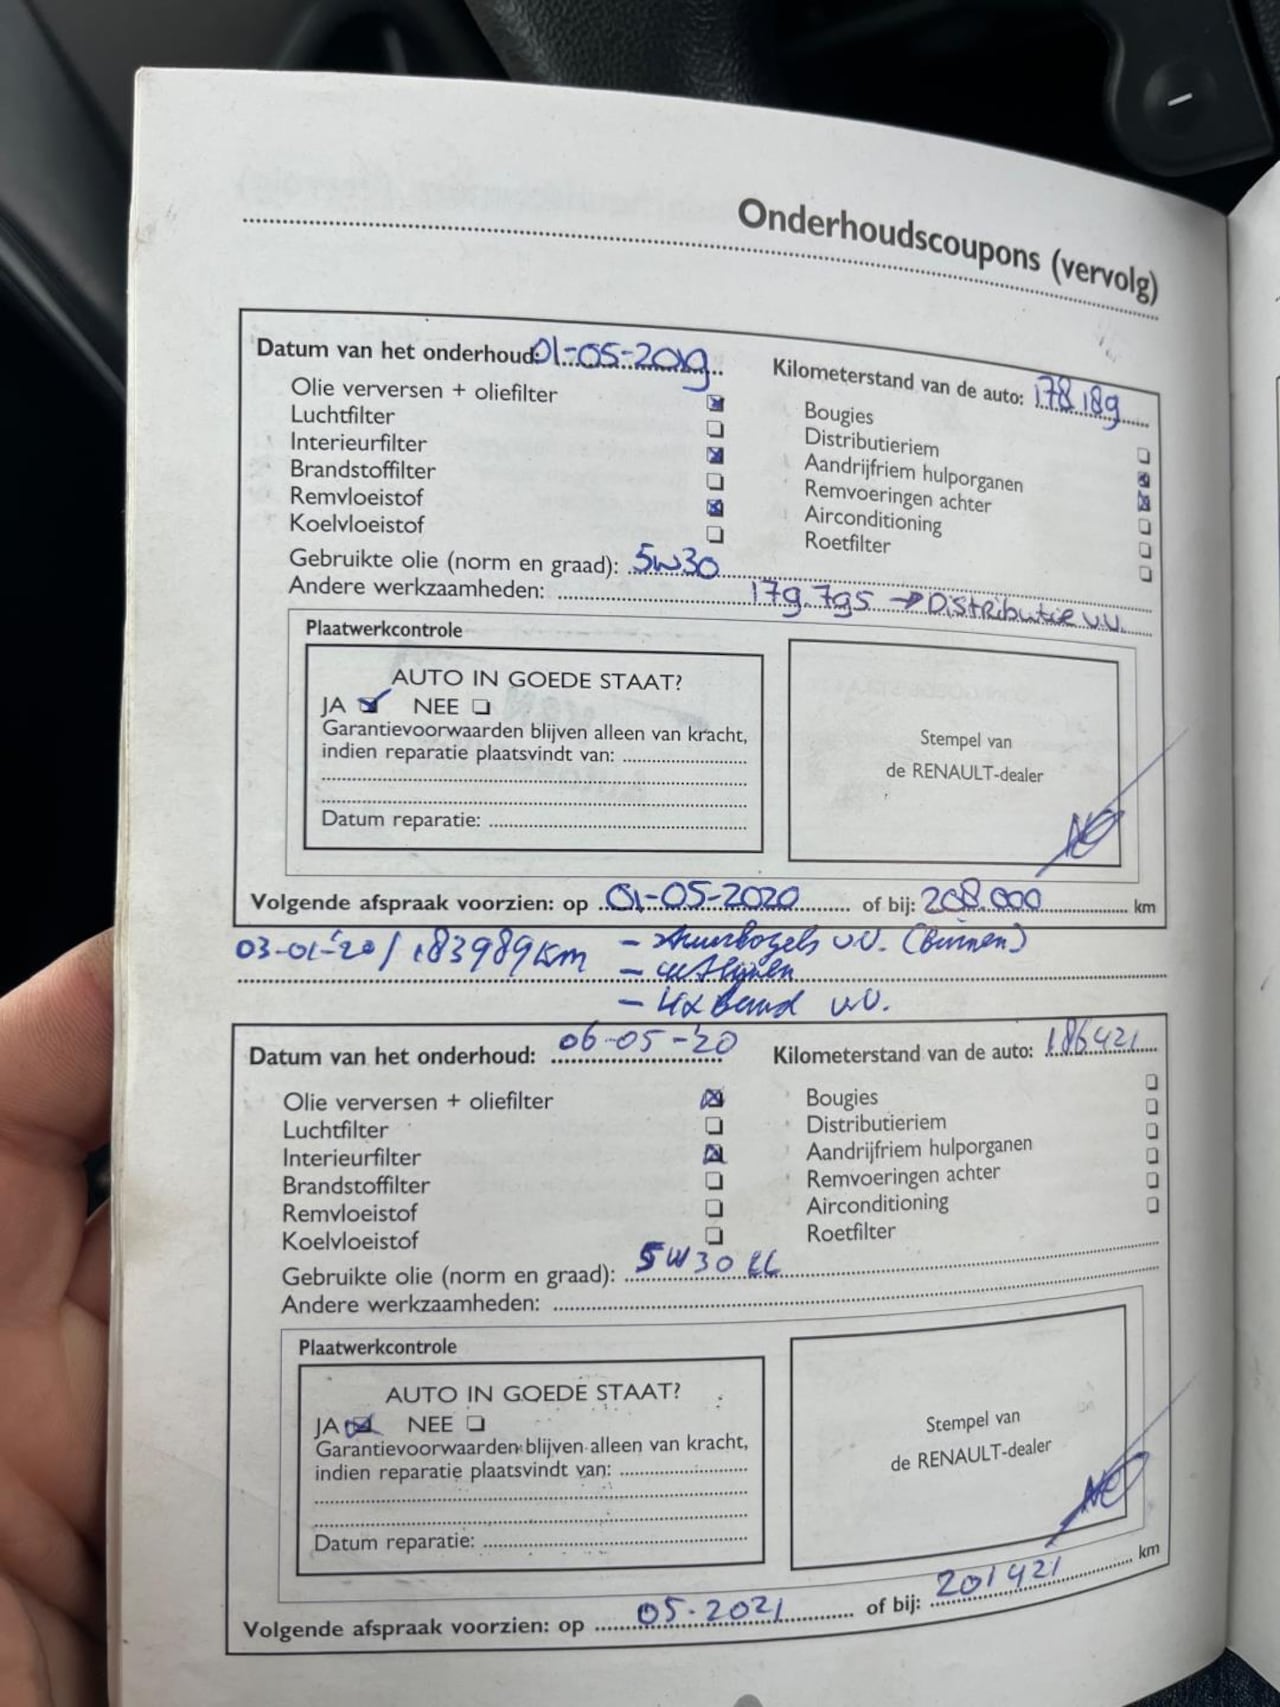 Onderhoudscoupons (vervolg)
Datum van het onderhoud: 01-05-2019
Kilometerstand van de auto: 178189
Olie verversen + oliefilter
Luchtfilter
Interieurfilter
Brandstoffilter
Remvloeistof
Koelvloeistof
Bougies
Distributieriem
Aandrijfriem hulporganen
Remvoeringen achter
Airconditioning
Roetfilter
Gebruikte olie (norm en graad): 5W30
Andere werkzaamheden: 179.795 → Distributie v.v.
Plaatwerkcontrole
AUTO IN GOEDE STAAT?
JA NEE
Garantievoorwaarden blijven alleen van kracht,
indien reparatie plaatsvindt van:
Datum reparatie:
Stempel van
de RENAULT-dealer
Volgende afspraak voorzien: op 01-05-2020 of bij: 208.000 km
03-01-'20 / 183989km - stuurkogels v.v. (Binnen)
- uitlijnen
- 4x Band v.v.
Datum van het onderhoud: 06-05-'20
Kilometerstand van de auto: 186421
Olie verversen + oliefilter
Luchtfilter
Interieurfilter
Brandstoffilter
Remvloeistof
Koelvloeistof
Bougies
Distributieriem
Aandrijfriem hulporganen
Remvoeringen achter
Airconditioning
Roetfilter
Gebruikte olie (norm en graad): 5W30 LL
Andere werkzaamheden:
Plaatwerkcontrole
AUTO IN GOEDE STAAT?
JA NEE
Garantievoorwaarden blijven alleen van kracht,
indien reparatie plaatsvindt van:
Datum reparatie:
Stempel van
de RENAULT-dealer
Volgende afspraak voorzien: op 05-2021 of bij: 201421 km